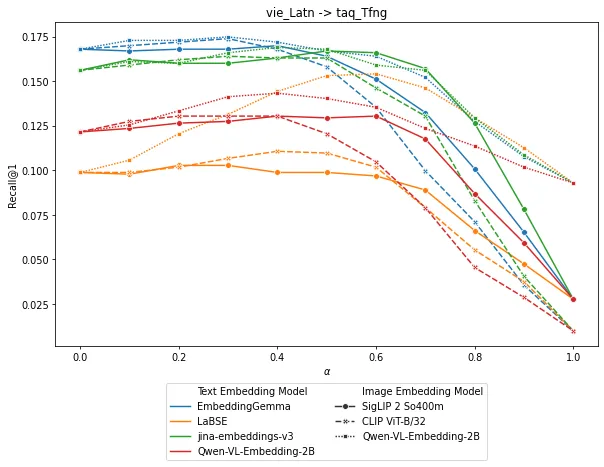 vie_Latn -> taq_Tfng
Recall@1
0.175
0.150
0.125
0.100
0.075
0.050
0.025
0.0 0.2 0.4 0.6 0.8 1.0
α
Text Embedding Model
EmbeddingGemma
LaBSE
jina-embeddings-v3
Qwen-VL-Embedding-2B
Image Embedding Model
SigLIP 2 So400m
CLIP ViT-B/32
Qwen-VL-Embedding-2B